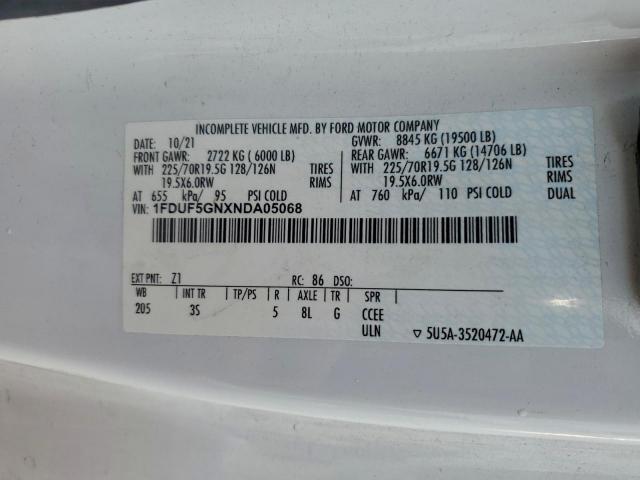 INCOMPLETE VEHICLE MFD. BY FORD MOTOR COMPANY
DATE: 10/21 GVWR: 8845 KG (19500 LB)
FRONT GAWR: 2722 KG ( 6000 LB) REAR GAWR: 6671 KG (14706 LB)
WITH 225/70R19.5G 128/126N TIRES WITH 225/70R19.5G 128/126N TIRES
19.5X6.0RW RIMS 19.5X6.0RW RIMS
AT 655 kPa/ 95 PSI COLD AT 760 kPa/ 110 PSI COLD DUAL
VIN: 1FDUF5GNXNDA05068
EXT PNT: Z1 RC: 86 DSO:
WB INT TR TP/PS R AXLE TR SPR
205 3S 5 8L G CCEE
ULN ▽ 5U5A-3520472-AA